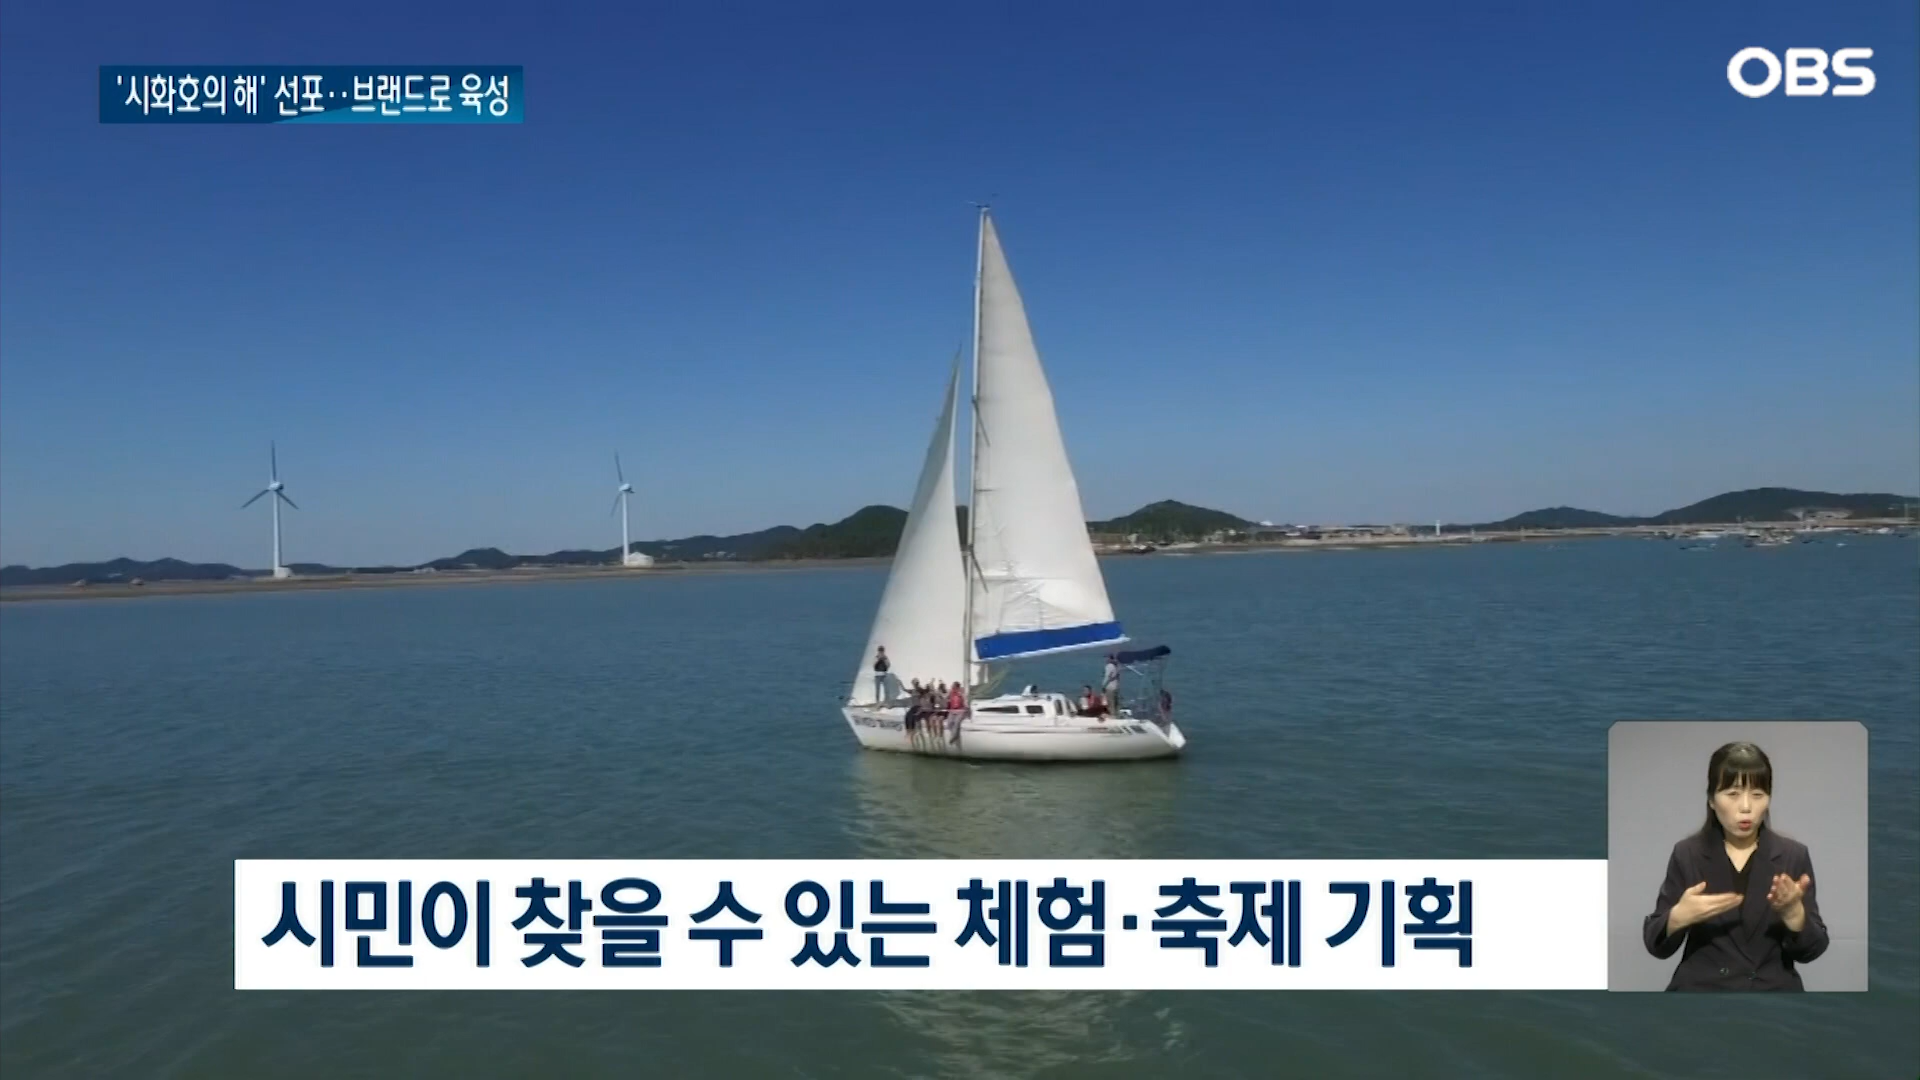 '시화호의 해' 선포‥브랜드로 육성
OBS
시민이 찾을 수 있는 체험·축제 기획